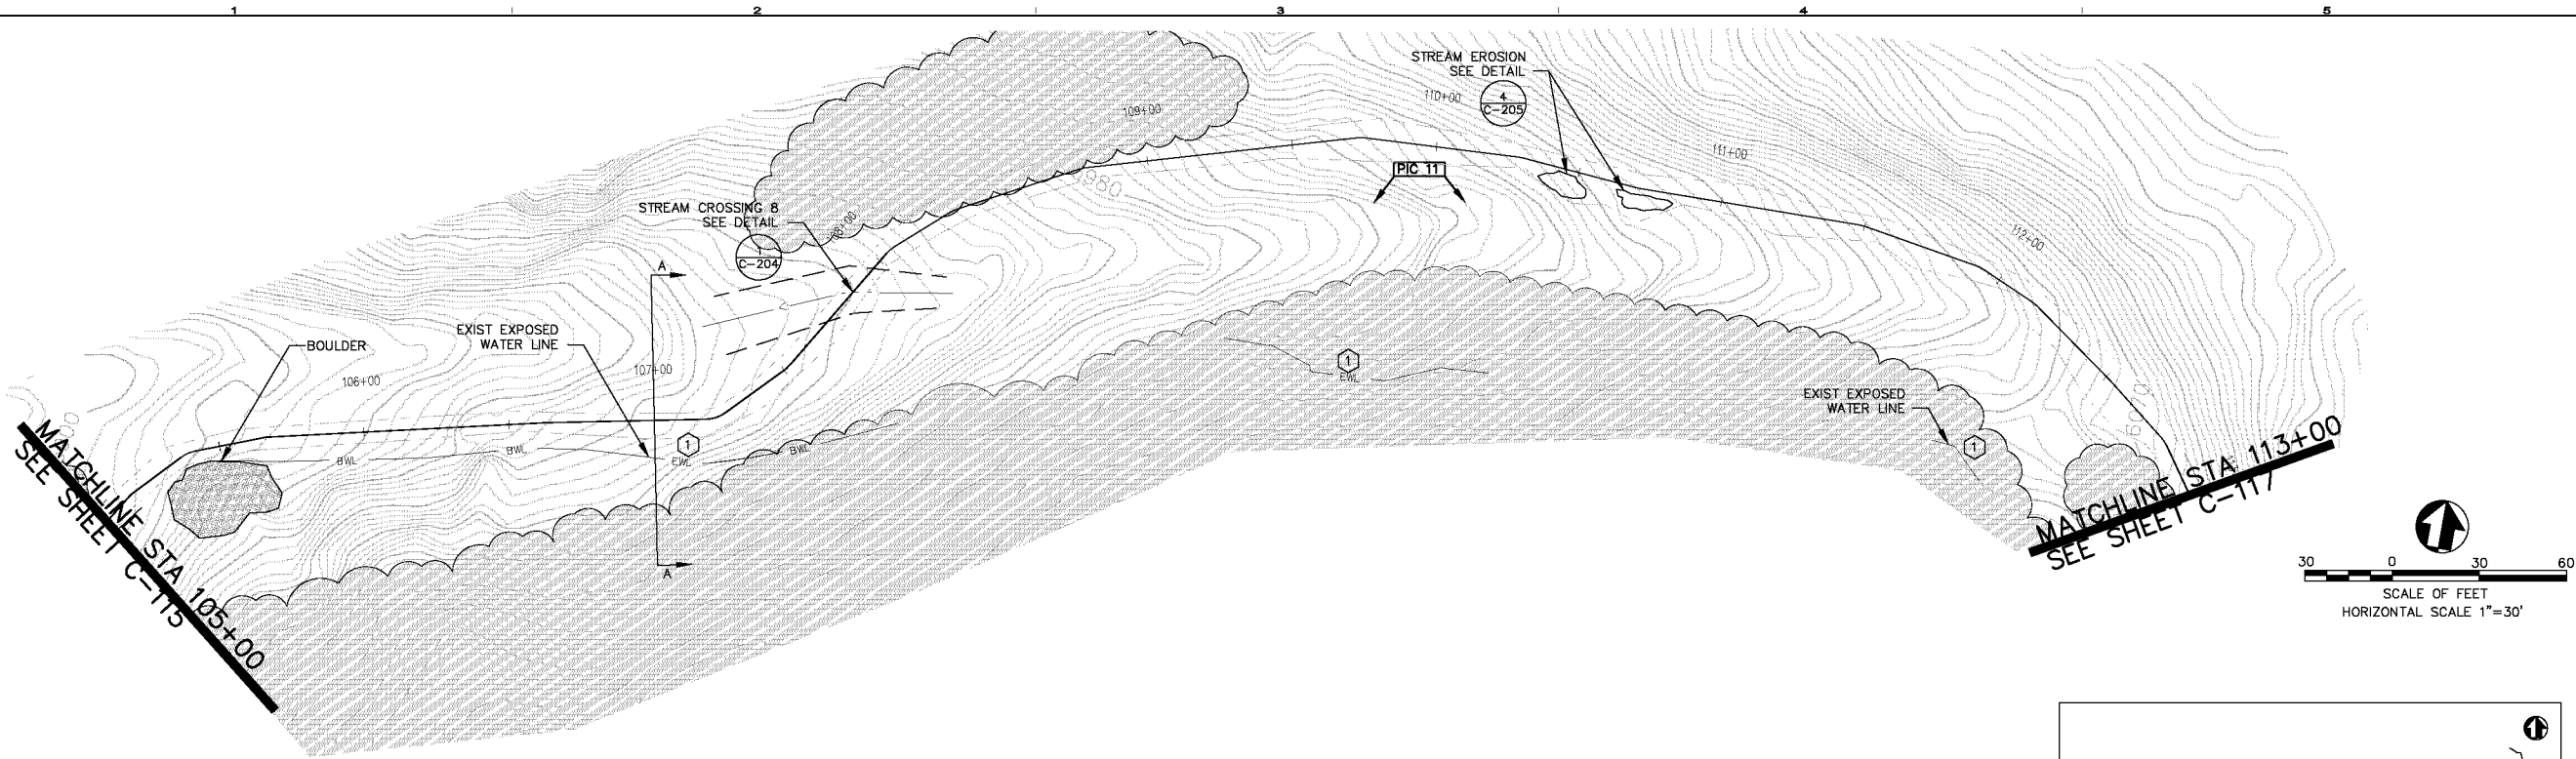 1 2 3 4 5
STREAM EROSION
SEE DETAIL
4
C-205
109+00
110+00
111+00
112+00
PIC 11
STREAM CROSSING 8
SEE DETAIL
1
C-204
A
EXIST EXPOSED
WATER LINE
BOULDER
106+00
107+00
1
BWL
BWL
EWL
BWL
A
1
EWL
EXIST EXPOSED
WATER LINE
1
MATCHLINE STA 105+00
SEE SHEET C-115
MATCHLINE STA 113+00
SEE SHEET C-117
30 0 30 60
SCALE OF FEET
HORIZONTAL SCALE 1"=30'